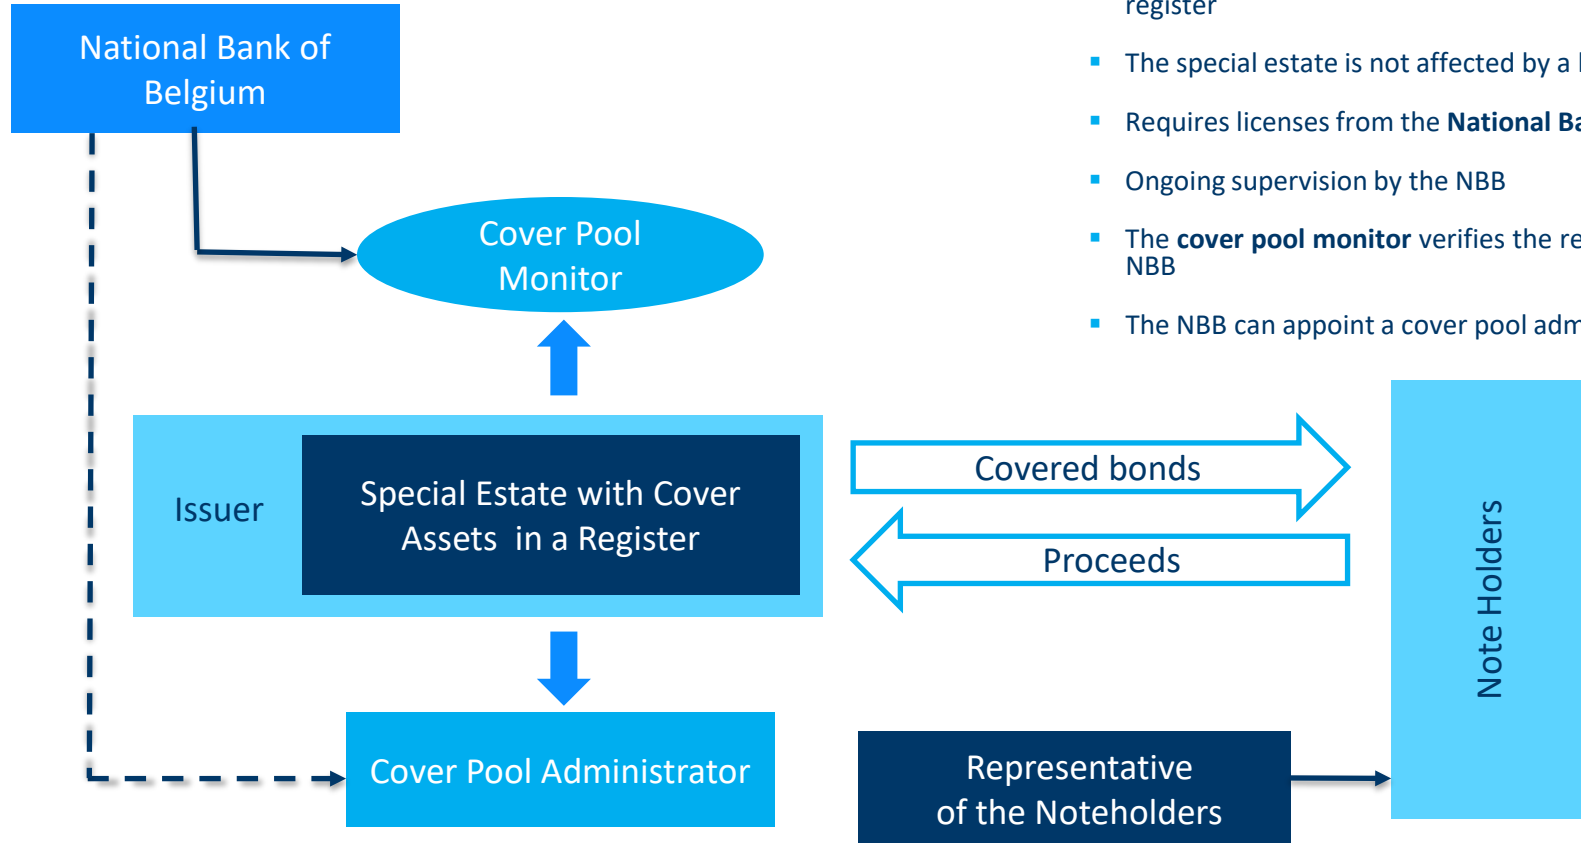 National Bank of
Belgium
register
The special estate is not affected by a
Requires licenses from the National
Ongoing supervision by the NBB
The cover pool monitor verifies the
NBB
The NBB can appoint a cover pool
Cover Pool
Monitor
Issuer
Special Estate with Cover
Assets in a Register
Covered bonds
Proceeds
Note Holders
Cover Pool Administrator
Representative
of the Noteholders